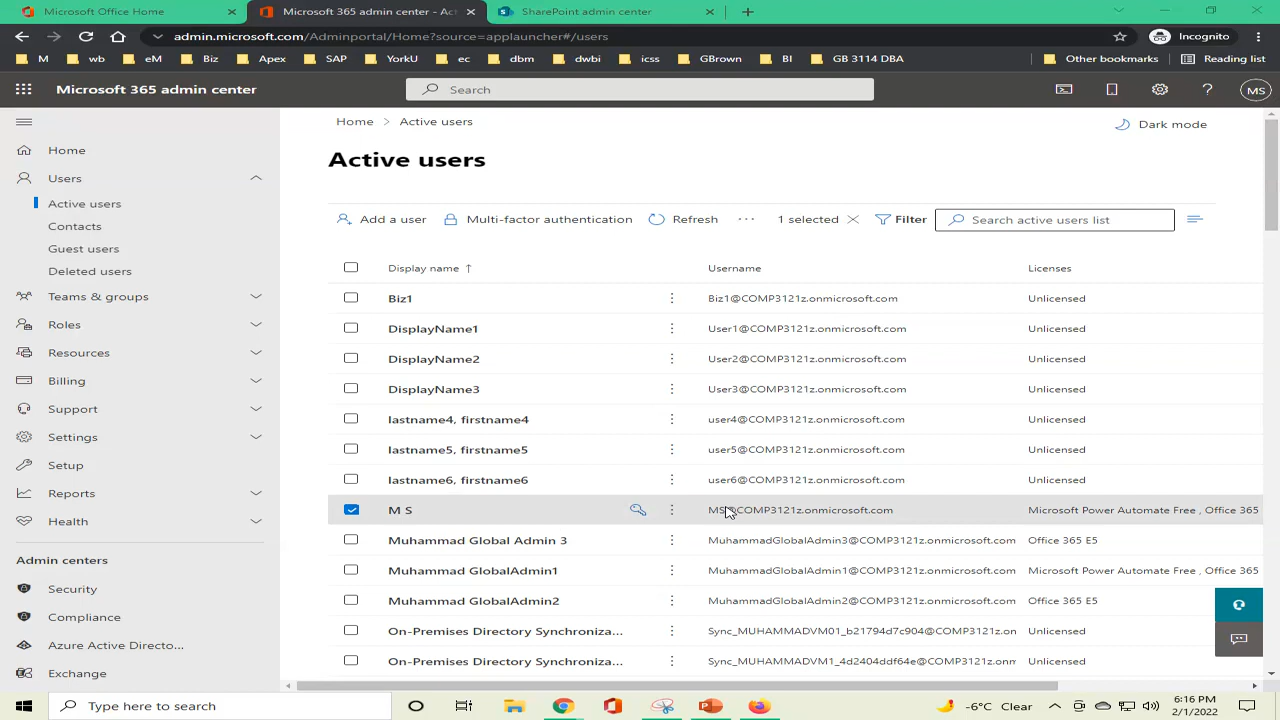 Microsoft Office Home
Microsoft 365 admin center - Act
SharePoint admin center
admin.microsoft.com/Adminportal/Home?source=applauncher#/users
Incognito
M wb eM Biz Apex SAP YorkU ec dbm dwbi icss GBrown BI GB 3114 DBA Other bookmarks Reading list
Microsoft 365 admin center
Search
MS
Home > Active users
Dark mode
Active users
Add a user
Multi-factor authentication
Refresh
1 selected
Filter
Search active users list
Home
Users
Active users
Contacts
Guest users
Deleted users
Teams & groups
Roles
Resources
Billing
Support
Settings
Setup
Reports
Health
Admin centers
Security
Compliance
Azure Active Directo...
Exchange
Display name ↑ Username Licenses
Biz1 Biz1@COMP3121z.onmicrosoft.com Unlicensed
DisplayName1 User1@COMP3121z.onmicrosoft.com Unlicensed
DisplayName2 User2@COMP3121z.onmicrosoft.com Unlicensed
DisplayName3 User3@COMP3121z.onmicrosoft.com Unlicensed
lastname4, firstname4 user4@COMP3121z.onmicrosoft.com Unlicensed
lastname5, firstname5 user5@COMP3121z.onmicrosoft.com Unlicensed
lastname6, firstname6 user6@COMP3121z.onmicrosoft.com Unlicensed
M S MS@COMP3121z.onmicrosoft.com Microsoft Power Automate Free , Office 365
Muhammad Global Admin 3 MuhammadGlobalAdmin3@COMP3121z.onmicrosoft.com Office 365 E5
Muhammad GlobalAdmin1 MuhammadGlobalAdmin1@COMP3121z.onmicrosoft.com Microsoft Power Automate Free , Office 365
Muhammad GlobalAdmin2 MuhammadGlobalAdmin2@COMP3121z.onmicrosoft.com Office 365 E5
On-Premises Directory Synchroniza... Sync_MUHAMMADVM01_b21794d7c904@COMP3121z.on Unlicensed
On-Premises Directory Synchroniza... Sync_MUHAMMADVM1_4d2404ddf64e@COMP3121z.onm Unlicensed
Type here to search
-6°C Clear
6:16 PM
2/1/2022